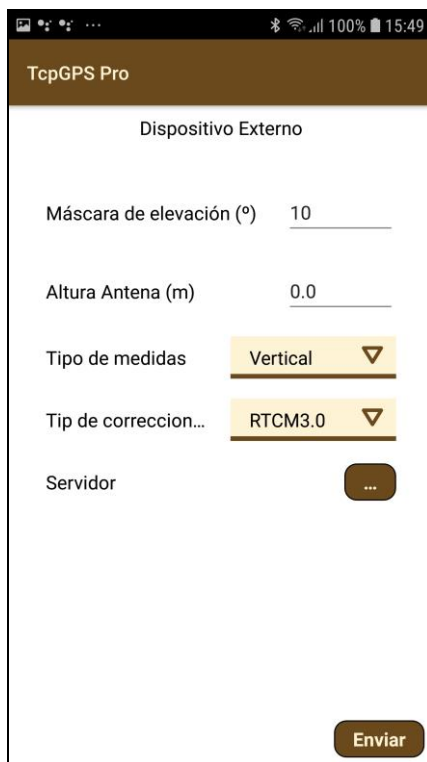 100% 15:49
TcpGPS Pro
Dispositivo Externo
Máscara de elevación (º) 10
Altura Antena (m) 0.0
Tipo de medidas Vertical
Tip de correccion... RTCM3.0
Servidor ...
Enviar